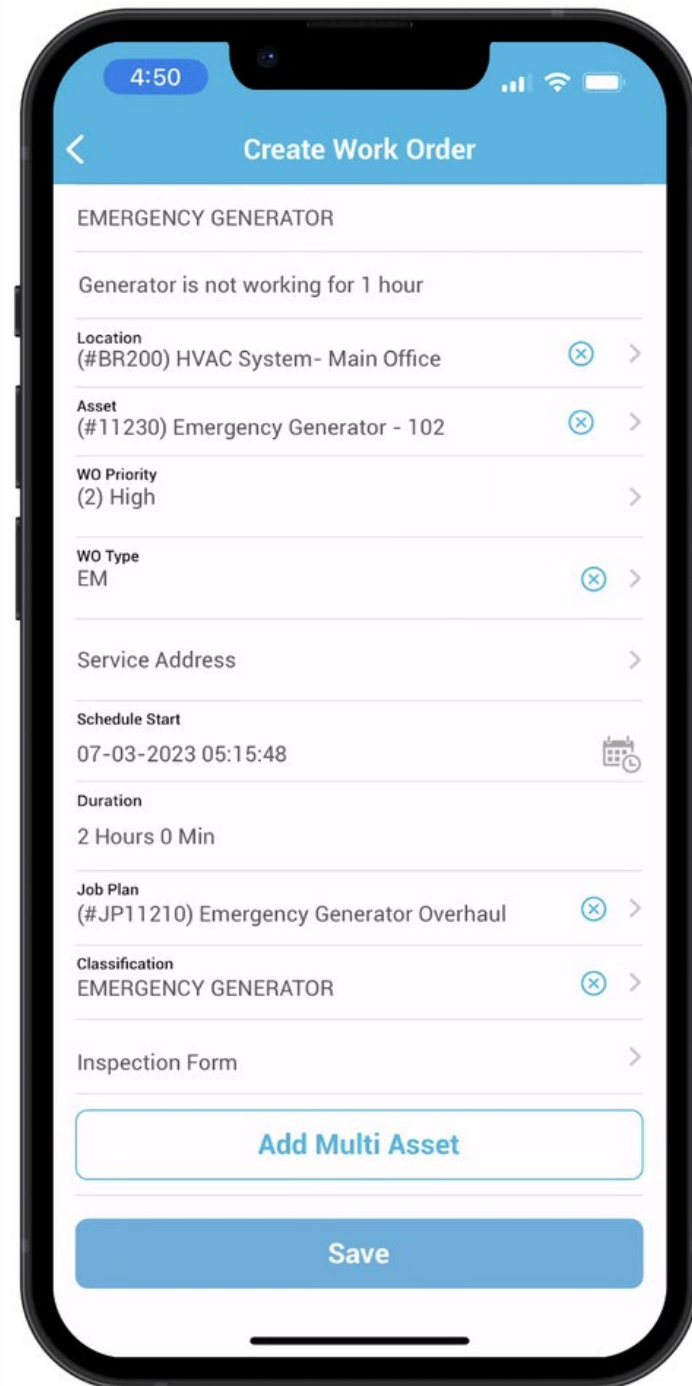 4:50
Create Work Order
EMERGENCY GENERATOR
Generator is not working for 1 hour
Location
(#BR200) HVAC System- Main Office
Asset
(#11230) Emergency Generator - 102
WO Priority
(2) High
WO Type
EM
Service Address
Schedule Start
07-03-2023 05:15:48
Duration
2 Hours 0 Min
Job Plan
(#JP11210) Emergency Generator Overhaul
Classification
EMERGENCY GENERATOR
Inspection Form
Add Multi Asset
Save